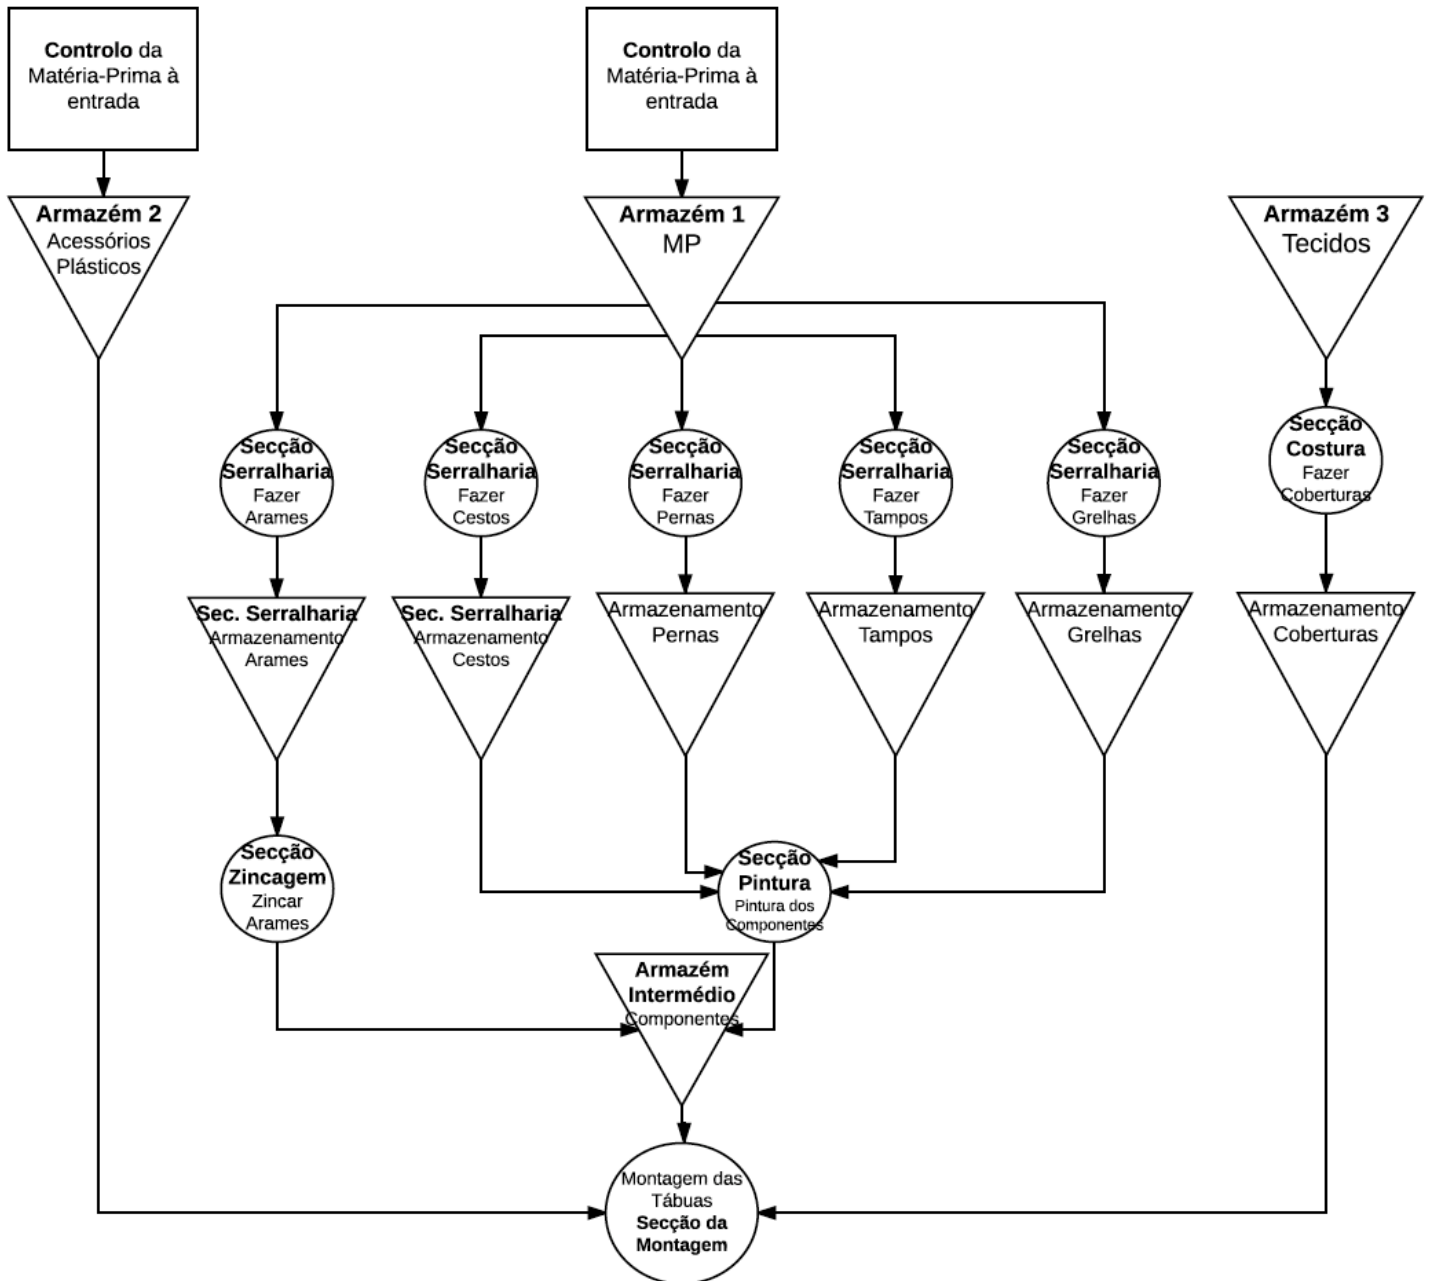 Controlo da
Matéria-Prima à
entrada
Controlo da
Matéria-Prima à
entrada
Armazém 2
Acessórios
Plásticos
Armazém 1
MP
Armazém 3
Tecidos
Secção
Serralharia
Fazer
Arames
Secção
Serralharia
Fazer
Cestos
Secção
Serralharia
Fazer
Pernas
Secção
Serralharia
Fazer
Tampos
Secção
Serralharia
Fazer
Grelhas
Secção
Costura
Fazer
Coberturas
Sec. Serralharia
Armazenamento
Arames
Sec. Serralharia
Armazenamento
Cestos
Armazenamento
Pernas
Armazenamento
Tampos
Armazenamento
Grelhas
Armazenamento
Coberturas
Secção
Zincagem
Zincar
Arames
Secção
Pintura
Pintura dos
Componentes
Armazém
Intermédio
Componentes
Montagem das
Tábuas
Secção da
Montagem